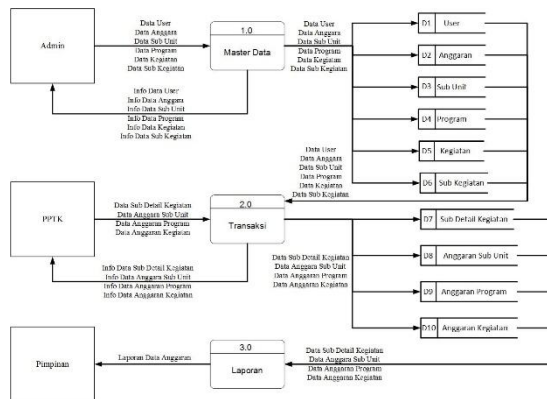 Admin
Data User
Data Anggara
Data Sub Unit
Data Program
Data Kegiatan
Data Sub Kegiatan
1.0
Master Data
Data User
Data Anggara
Data Sub Unit
Data Program
Data Kegiatan
Data Sub Kegiatan
D1 User
D2 Anggaran
D3 Sub Unit
D4 Program
D5 Kegiatan
D6 Sub Kegiatan
Info Data User
Info Data Anggara
Info Data Sub Unit
Info Data Program
Info Data Kegiatan
Info Data Sub Kegiatan
Data User
Data Anggara
Data Sub Unit
Data Program
Data Kegiatan
Data Sub Kegiatan
PPTK
Data Sub Detail Kegiatan
Data Anggara Sub Unit
Data Anggaran Program
Data Anggaran Kegiatan
2.0
Transaksi
D7 Sub Detail Kegiatan
D8 Anggaran Sub Unit
D9 Anggaran Program
D10 Anggaran Kegiatan
Info Data Sub Detail Kegiatan
Info Data Anggara Sub Unit
Info Data Anggaran Program
Info Data Anggaran Kegiatan
Data Sub Detail Kegiatan
Data Anggara Sub Unit
Data Anggaran Program
Data Anggaran Kegiatan
Pimpinan
Laporan Data Anggaran
3.0
Laporan
Data Sub Detail Kegiatan
Data Anggara Sub Unit
Data Anggaran Program
Data Anggaran Kegiatan